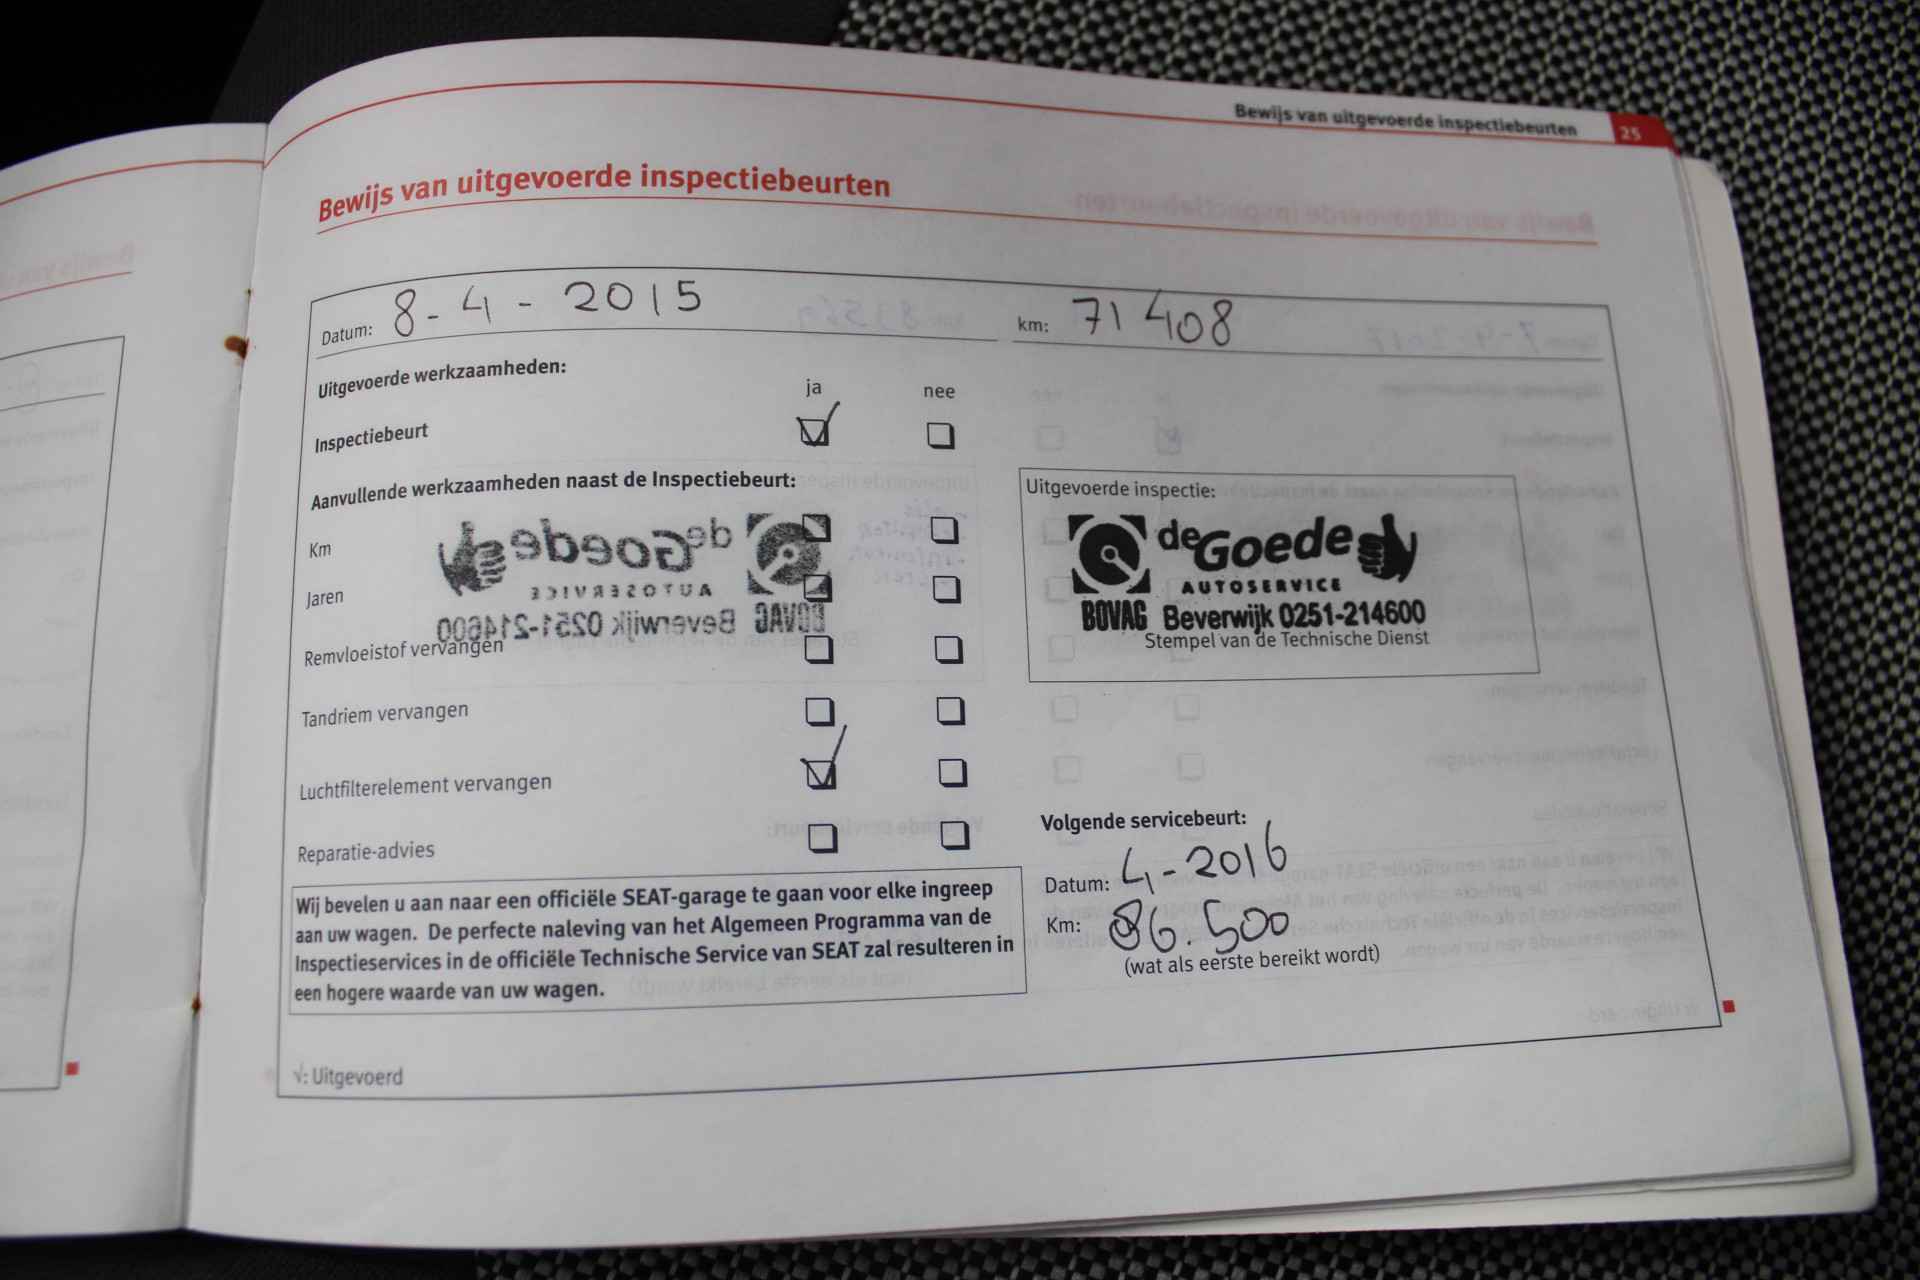 Bewijs van uitgevoerde inspectiebeurten 25
Bewijs van uitgevoerde inspectiebeurten
Datum: 8-4-2015 km: 71408
Uitgevoerde werkzaamheden:
ja nee
Inspectiebeurt
Aanvullende werkzaamheden naast de Inspectiebeurt:
Km
Jaren
Remvloeistof vervangen
Tandriem vervangen
Luchtfilterelement vervangen
Reparatie-advies
Uitgevoerde inspectie:
de Goede
AUTOSERVICE
BOVAG Beverwijk 0251-214600
Stempel van de Technische Dienst
Volgende servicebeurt:
Datum: 4-2016
Km: 86.500
(wat als eerste bereikt wordt)
Wij bevelen u aan naar een officiële SEAT-garage te gaan voor elke ingreep
aan uw wagen. De perfecte naleving van het Algemeen Programma van de
Inspectieservices in de officiële Technische Service van SEAT zal resulteren in
een hogere waarde van uw wagen.
√: Uitgevoerd